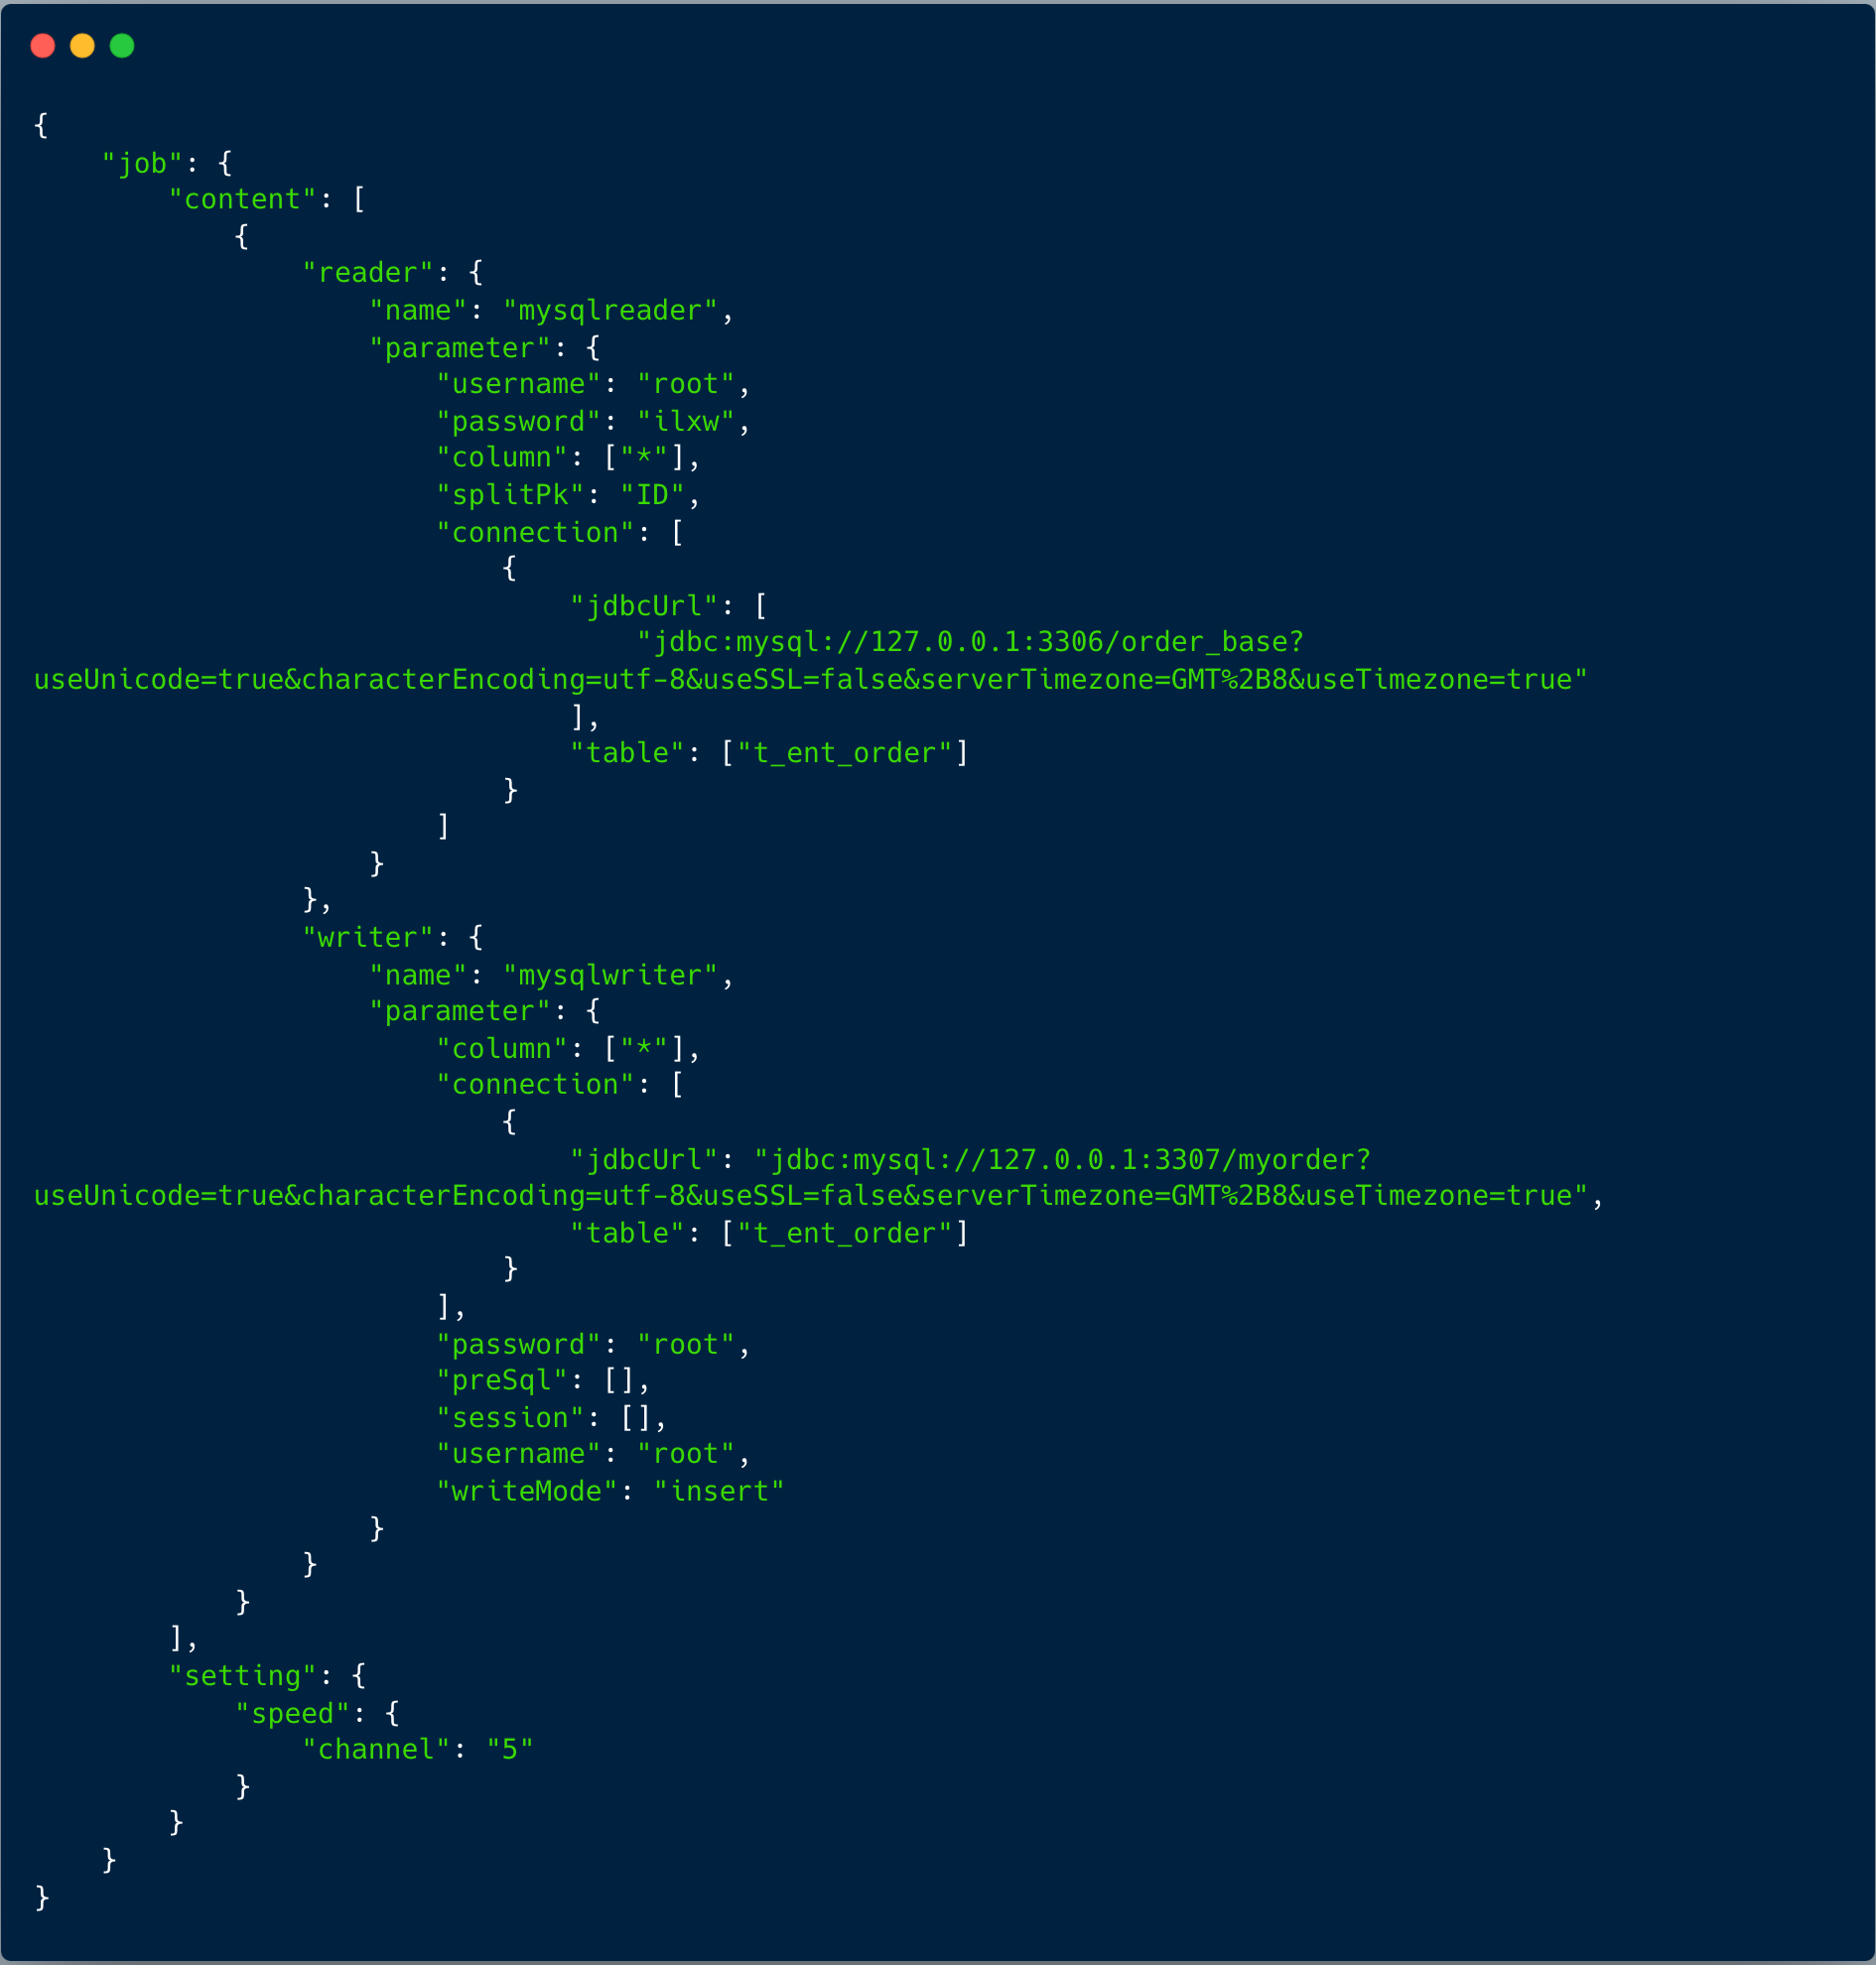 {
    "job": {
        "content": [
            {
                "reader": {
                    "name": "mysqlreader",
                    "parameter": {
                        "username": "root",
                        "password": "ilxw",
                        "column": ["*"],
                        "splitPk": "ID",
                        "connection": [
                            {
                                "jdbcUrl": [
                                    "jdbc:mysql://127.0.0.1:3306/order_base?
useUnicode=true&characterEncoding=utf-8&useSSL=false&serverTimezone=GMT%2B8&useTimezone=true"
                                ],
                                "table": ["t_ent_order"]
                            }
                        ]
                    }
                },
                "writer": {
                    "name": "mysqlwriter",
                    "parameter": {
                        "column": ["*"],
                        "connection": [
                            {
                                "jdbcUrl": "jdbc:mysql://127.0.0.1:3307/myorder?
useUnicode=true&characterEncoding=utf-8&useSSL=false&serverTimezone=GMT%2B8&useTimezone=true",
                                "table": ["t_ent_order"]
                            }
                        ],
                        "password": "root",
                        "preSql": [],
                        "session": [],
                        "username": "root",
                        "writeMode": "insert"
                    }
                }
            }
        ],
        "setting": {
            "speed": {
                "channel": "5"
            }
        }
    }
}